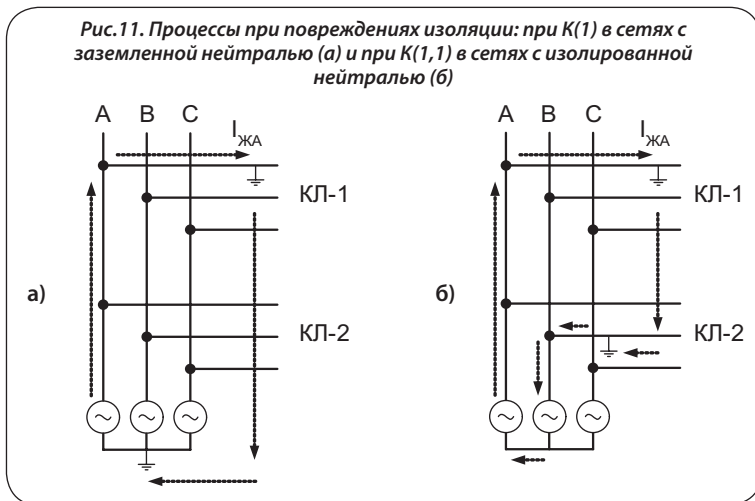 Рис.11. Процессы при повреждениях изоляции: при К(1) в сетях с
заземленной нейтралью (а) и при К(1,1) в сетях с изолированной
нейтралью (б)
A B C
IЖА
КЛ-1
а)
КЛ-2
A B C
IЖА
КЛ-1
б)
КЛ-2